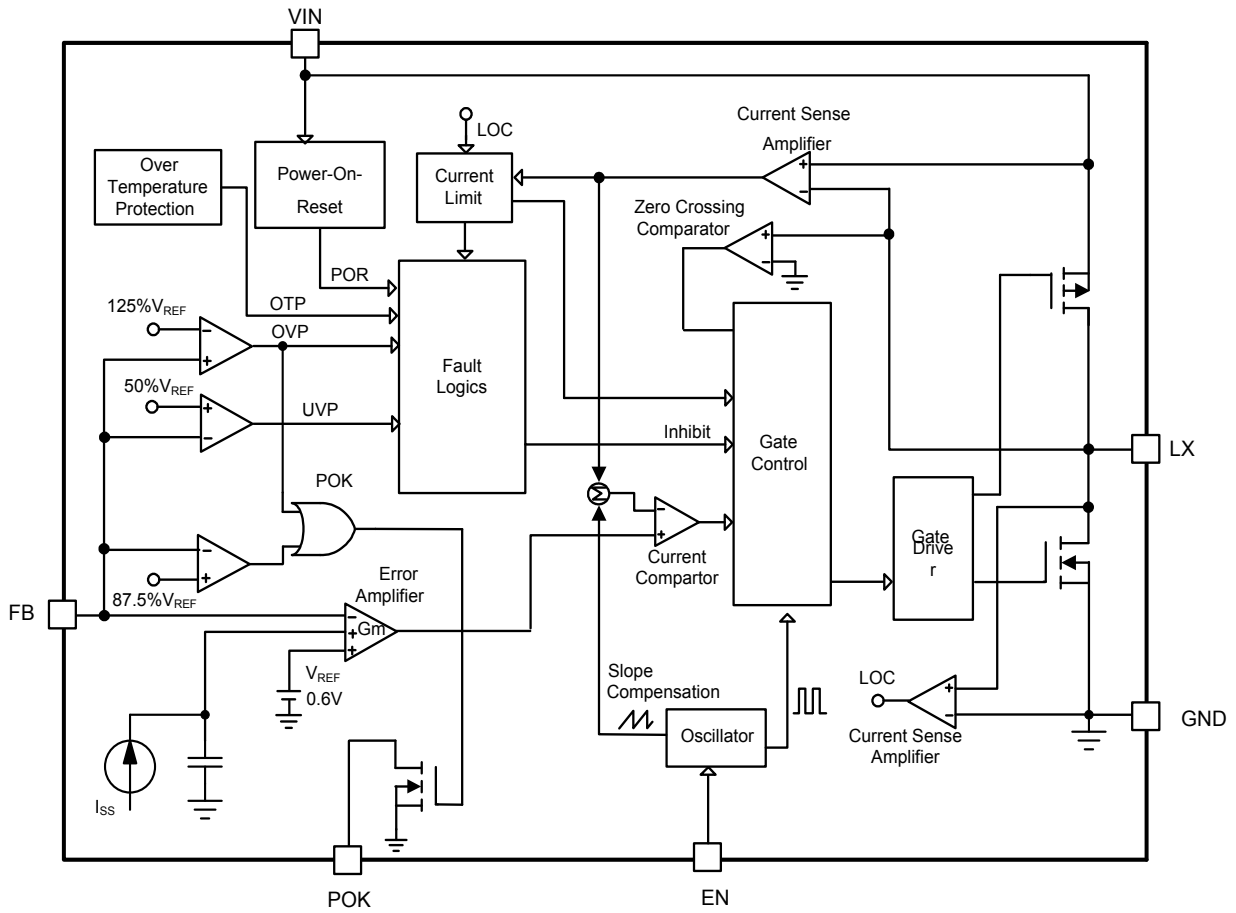 VIN
Current Sense
Amplifier
LOC
Over
Temperature
Protection
Power-On-
Reset
Current
Limit
Zero Crossing
Comparator
POR
OTP
125%VREF
OVP
Fault
Logics
50%VREF
UVP
Inhibit
Gate
Control
LX
POK
Gate
Drive
r
Current
Compartor
87.5%VREF
Error
Amplifier
FB
Gm
VREF
0.6V
Slope
Compensation
LOC
GND
Oscillator
Current Sense
Amplifier
ISS
POK
EN